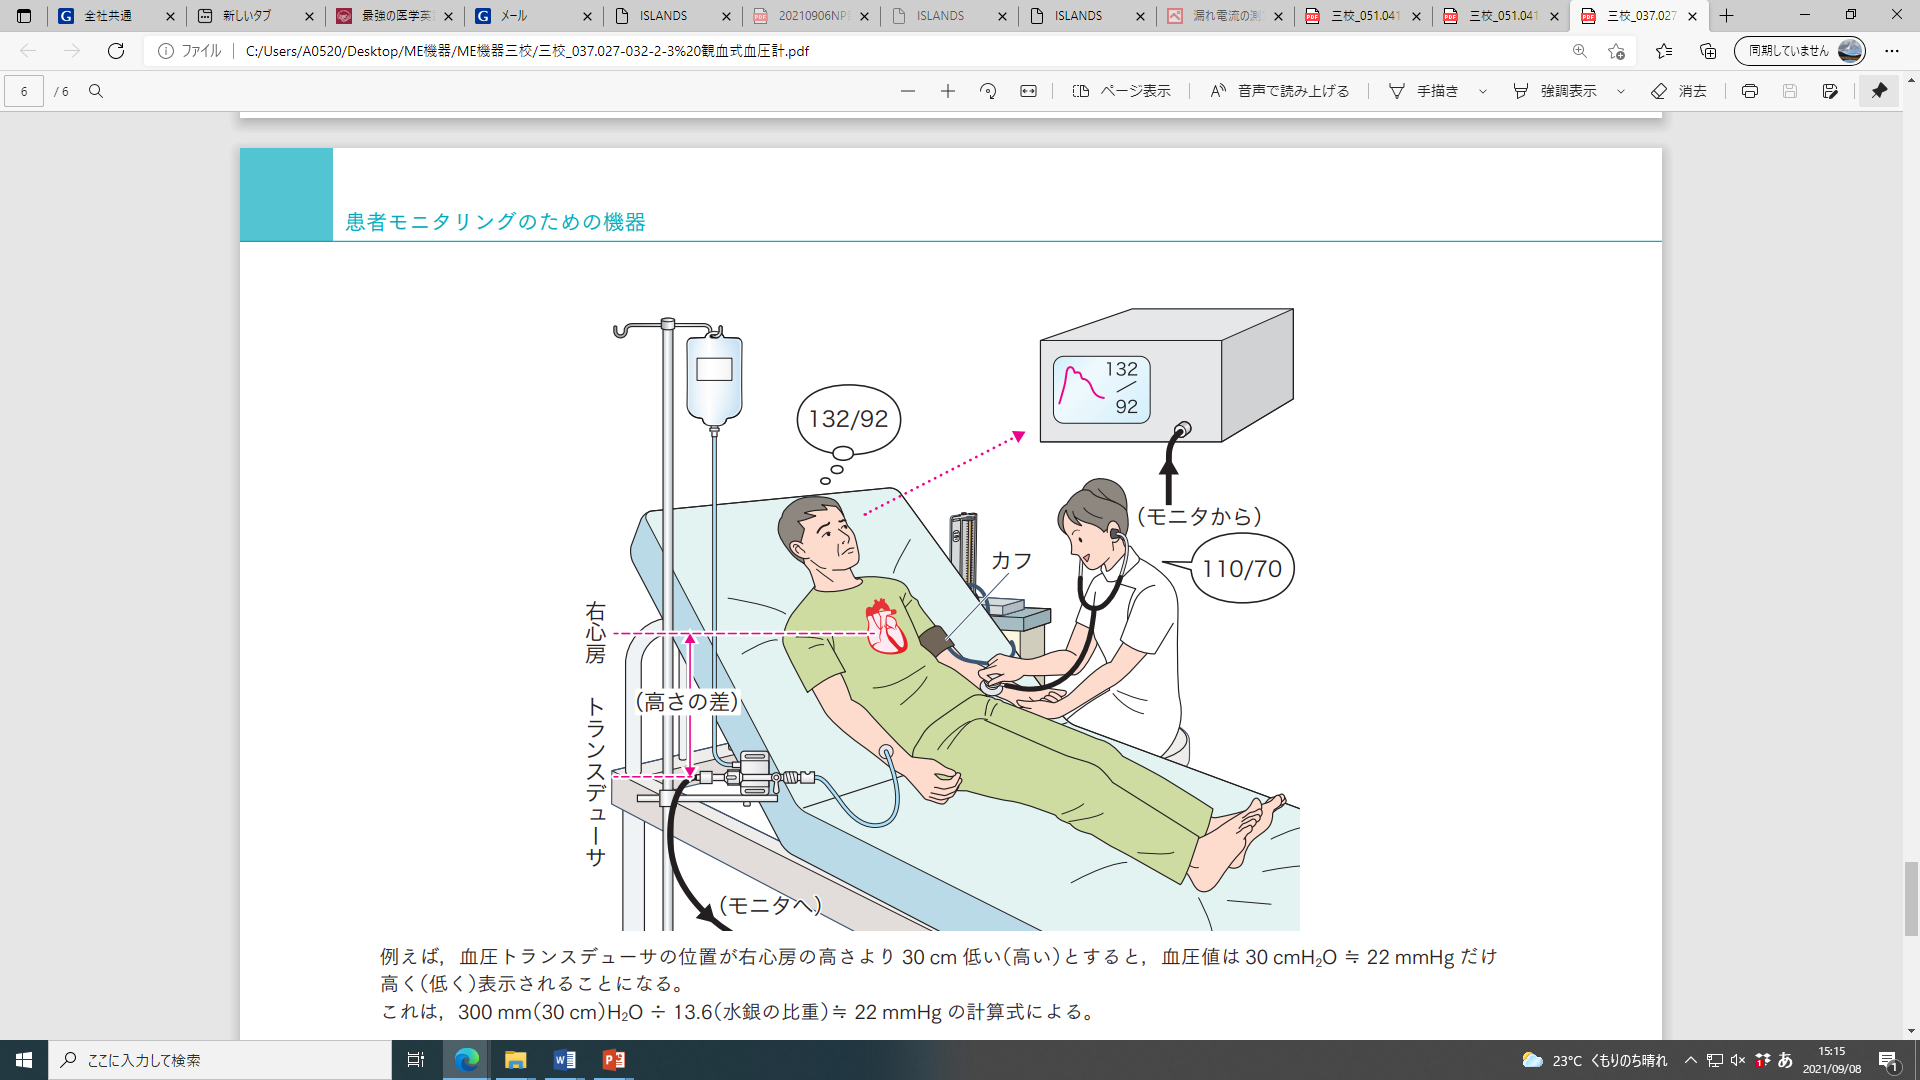 全社共通
新しいタブ
最強の医学英
メール
ISLANDS
20210906NP
ISLANDS
ISLANDS
漏れ電流の測
三校_051.041
三校_051.041
三校_037.027
ファイル
C:/Users/A0520/Desktop/ME機器/ME機器三校/三校_037.027-032-2-3%20観血式血圧計.pdf
同期していません
6 / 6
ページ表示
音声で読み上げる
手描き
強調表示
消去
患者モニタリングのための機器
132/92
132
/
92
(モニタから)
カフ
110/70
右心房
(高さの差)
トランスデューサ
(モニタへ)
例えば，血圧トランスデューサの位置が右心房の高さより 30 cm 低い(高い)とすると，血圧値は 30 cmH₂O ≒ 22 mmHg だけ
高く(低く)表示されることになる。
これは，300 mm(30 cm)H₂O ÷ 13.6(水銀の比重)≒ 22 mmHg の計算式による。
ここに入力して検索
23°C くもりのち晴れ
あ
15:15
2021/09/08
1